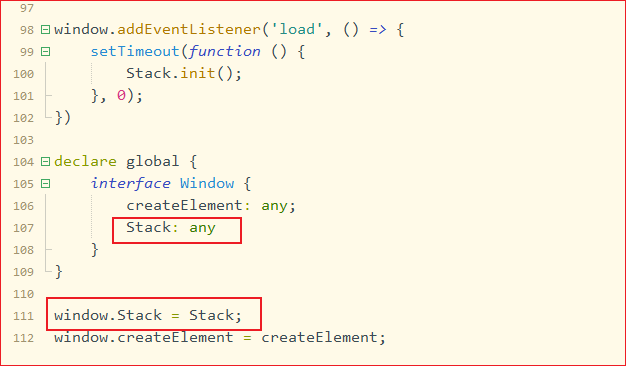 97
98 window.addEventListener('load', () => {
99     setTimeout(function () {
100         Stack.init();
101     }, 0);
102 })
103
104 declare global {
105     interface Window {
106         createElement: any;
107         Stack: any
108     }
109 }
110
111 window.Stack = Stack;
112 window.createElement = createElement;